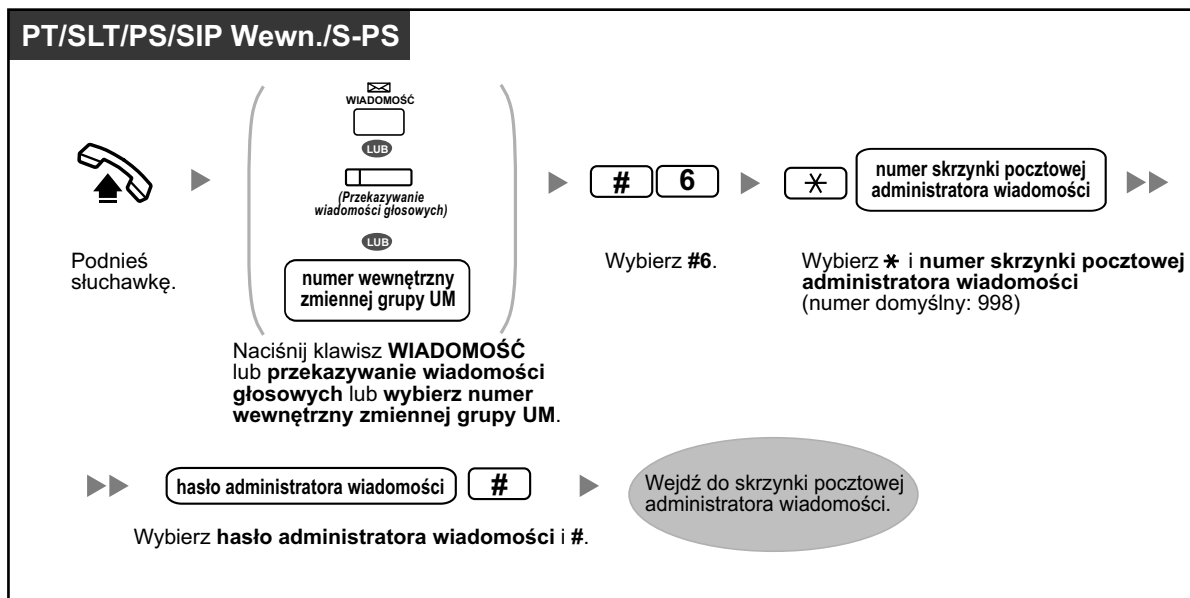 PT/SLT/PS/SIP Wewn./S-PS
Podnieś
słuchawkę.
WIADOMOŚĆ
LUB
(Przekazywanie
wiadomości głosowych)
LUB
numer wewnętrzny
zmiennej grupy UM
Naciśnij klawisz WIADOMOŚĆ
lub przekazywanie wiadomości
głosowych lub wybierz numer
wewnętrzny zmiennej grupy UM.
# 6
Wybierz #6.
* numer skrzynki pocztowej
administratora wiadomości
Wybierz * i numer skrzynki pocztowej
administratora wiadomości
(numer domyślny: 998)
hasło administratora wiadomości #
Wybierz hasło administratora wiadomości i #.
Wejdź do skrzynki pocztowej
administratora wiadomości.